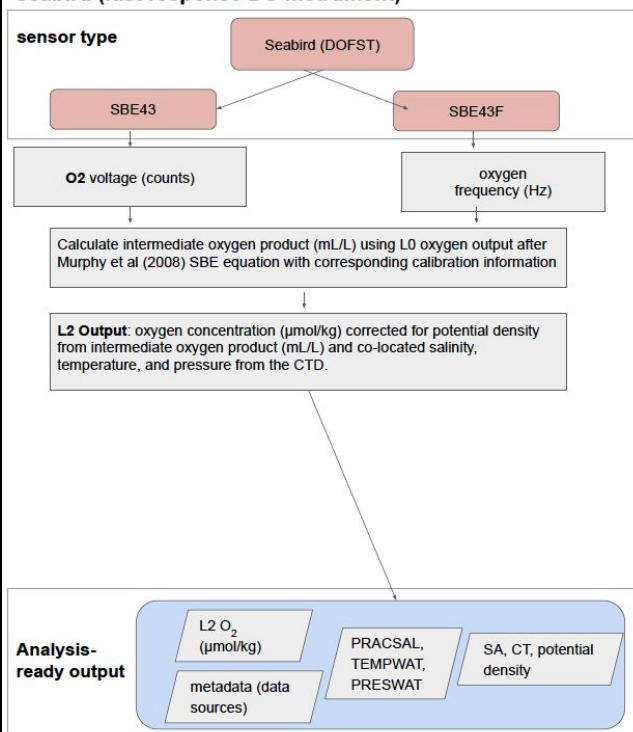 sensor type
Seabird (DOFST)
SBE43
SBE43F
O2 voltage (counts)
oxygen
frequency (Hz)
Calculate intermediate oxygen product (mL/L) using L0 oxygen output after
Murphy et al (2008) SBE equation with corresponding calibration information
L2 Output: oxygen concentration (μmol/kg) corrected for potential density
from intermediate oxygen product (mL/L) and co-located salinity,
temperature, and pressure from the CTD.
Analysis-
ready output
L2 O2
(μmol/kg)
metadata (data
sources)
PRACSAL,
TEMPWAT,
PRESWAT
SA, CT, potential
density